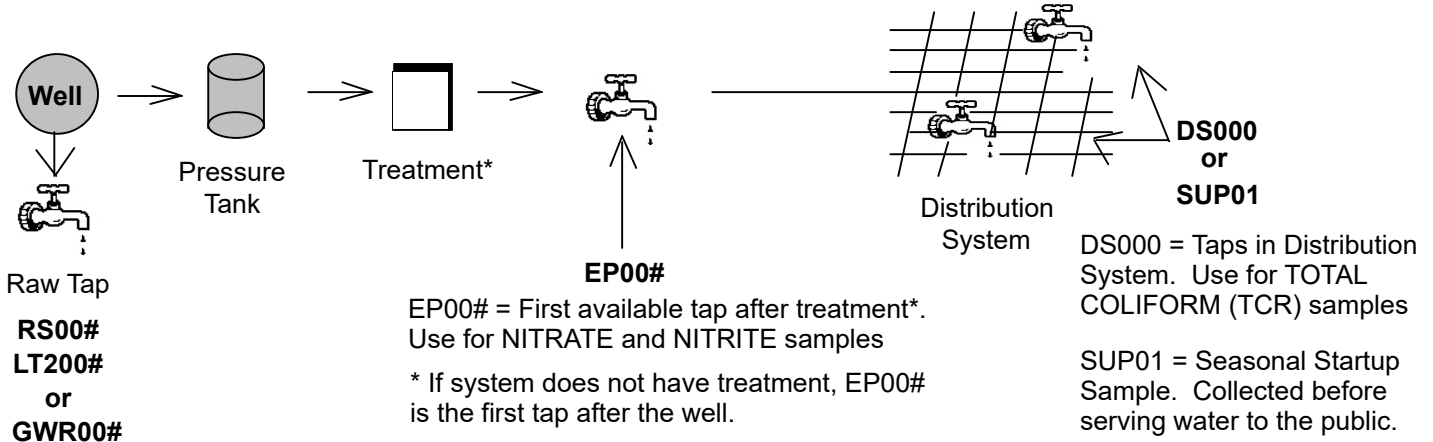 Well
Pressure
Tank
Treatment*
Raw Tap
RS00#
LT200#
or
GWR00#
EP00#
EP00# = First available tap after treatment*.
Use for NITRATE and NITRITE samples
* If system does not have treatment, EP00#
is the first tap after the well.
Distribution
System
DS000
or
SUP01
DS000 = Taps in Distribution
System. Use for TOTAL
COLIFORM (TCR) samples
SUP01 = Seasonal Startup
Sample. Collected before
serving water to the public.